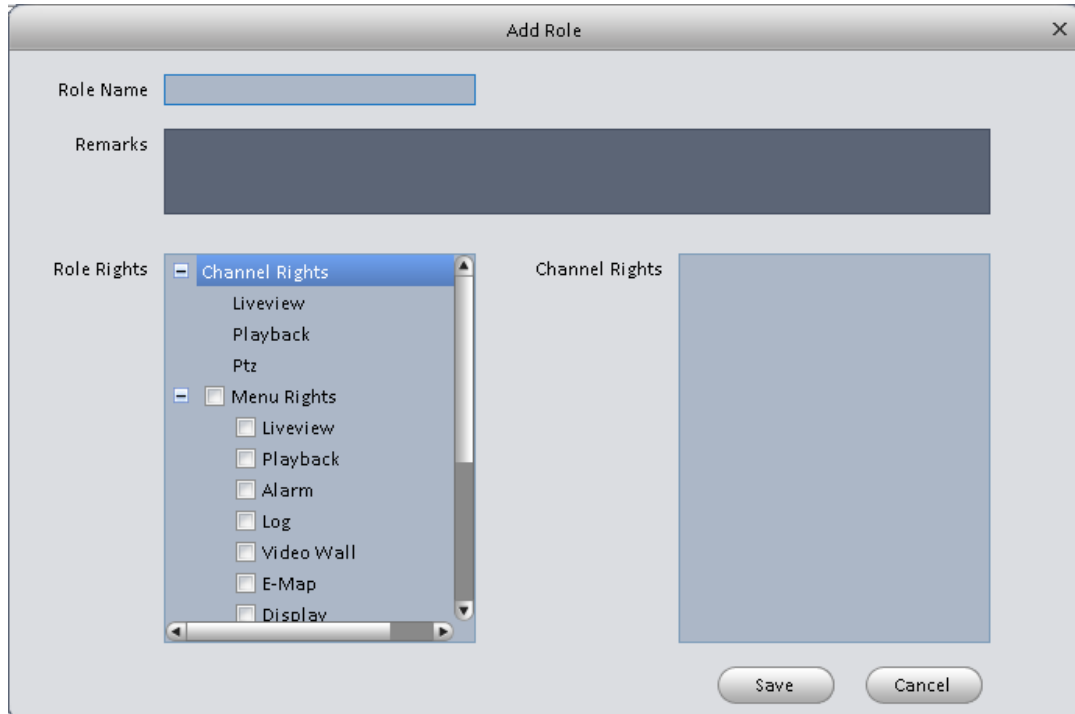 Add Role
Role Name
Remarks
Role Rights
Channel Rights
Liveview
Playback
Ptz
Menu Rights
Liveview
Playback
Alarm
Log
Video Wall
E-Map
Display
Channel Rights
Save
Cancel